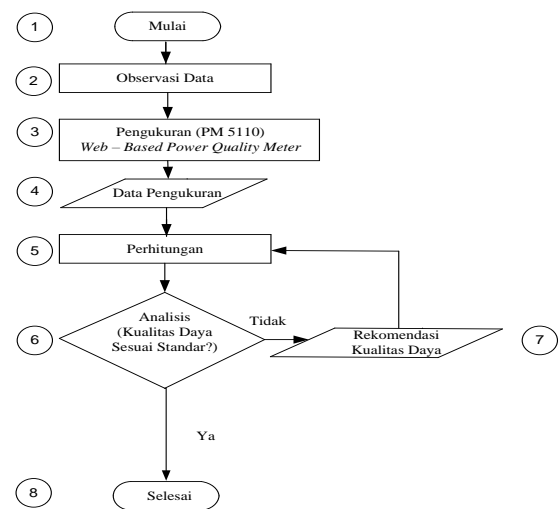 1
Mulai
2
Observasi Data
3
Pengukuran (PM 5110)
Web – Based Power Quality Meter
4
Data Pengukuran
5
Perhitungan
6
Analisis
(Kualitas Daya
Sesuai Standar?)
Tidak
Rekomendasi
Kualitas Daya
7
Ya
8
Selesai